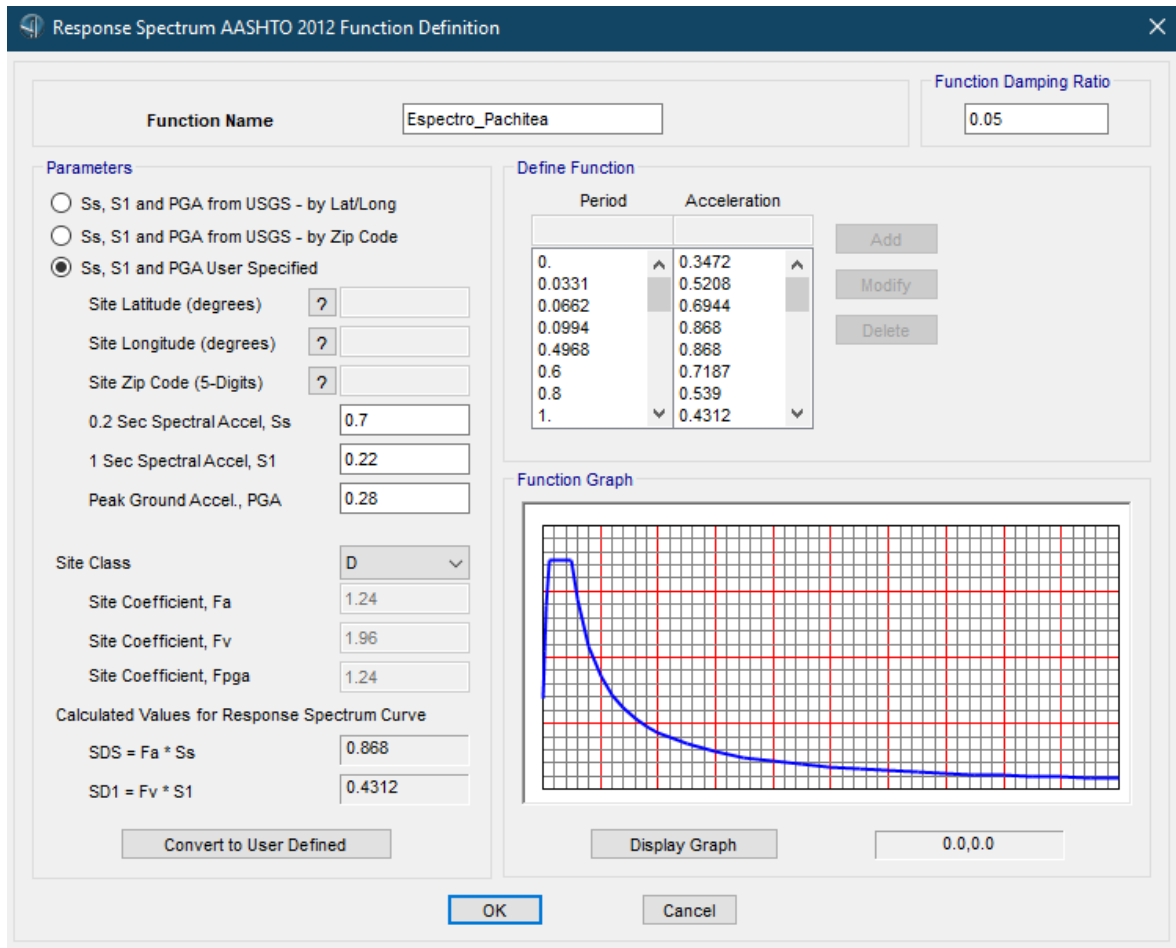 Response Spectrum AASHTO 2012 Function Definition
Function Name
Espectro_Pachitea
Function Damping Ratio
0.05
Parameters
Ss, S1 and PGA from USGS - by Lat/Long
Ss, S1 and PGA from USGS - by Zip Code
Ss, S1 and PGA User Specified
Site Latitude (degrees) ?
Site Longitude (degrees) ?
Site Zip Code (5-Digits) ?
0.2 Sec Spectral Accel, Ss 0.7
1 Sec Spectral Accel, S1 0.22
Peak Ground Accel., PGA 0.28
Site Class D
Site Coefficient, Fa 1.24
Site Coefficient, Fv 1.96
Site Coefficient, Fpga 1.24
Calculated Values for Response Spectrum Curve
SDS = Fa * Ss 0.868
SD1 = Fv * S1 0.4312
Convert to User Defined
Define Function
Period Acceleration
0. 0.3472
0.0331 0.5208
0.0662 0.6944
0.0994 0.868
0.4968 0.868
0.6 0.7187
0.8 0.539
1. 0.4312
Add
Modify
Delete
Function Graph
Display Graph
0.0,0.0
OK
Cancel